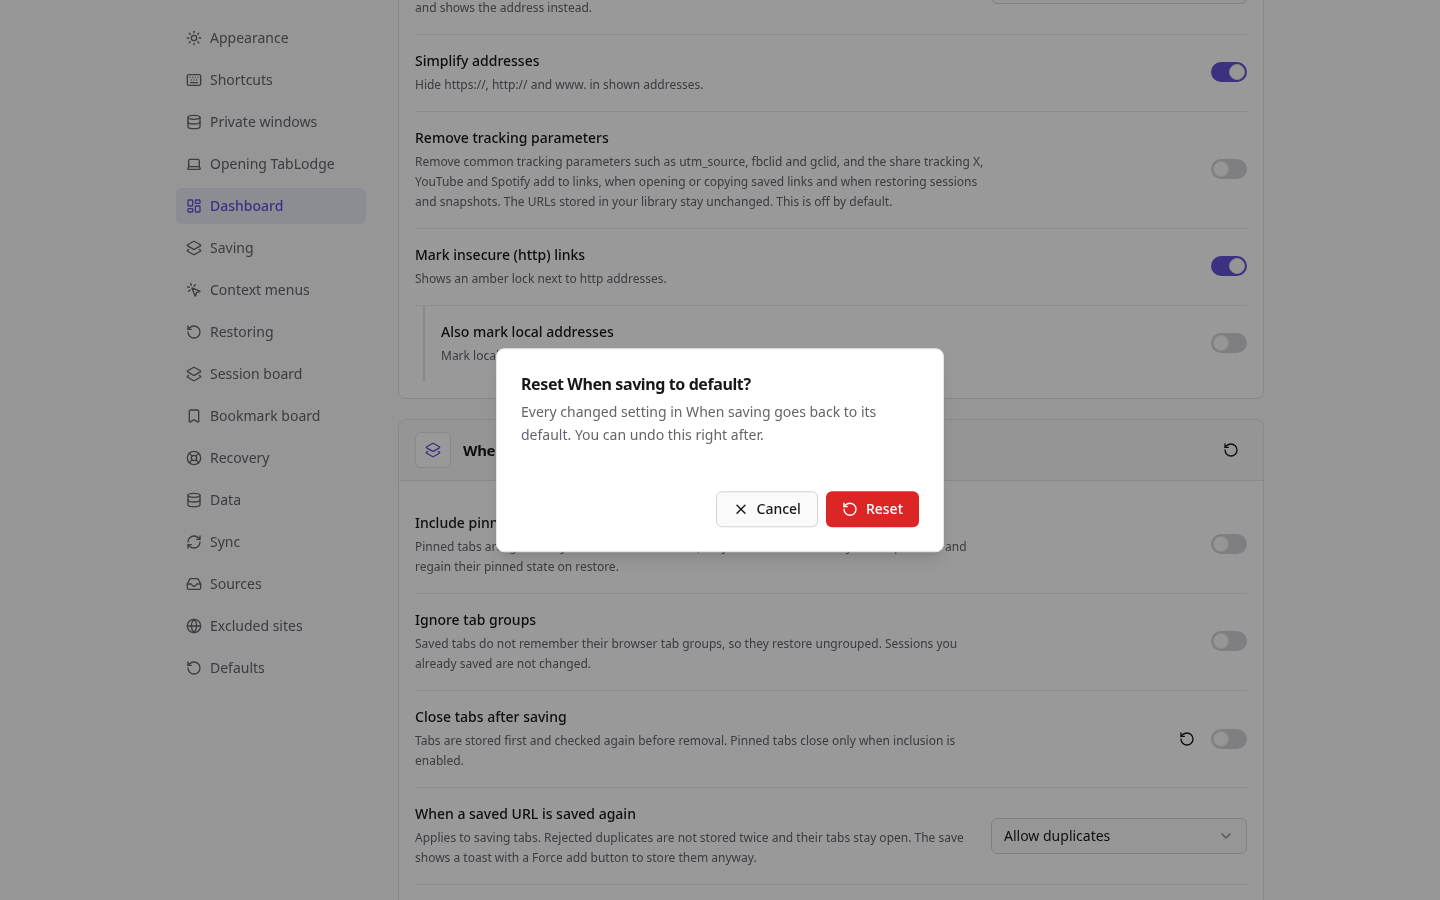 and shows the address instead.
Appearance
Shortcuts
Private windows
Opening TabLodge
Dashboard
Saving
Context menus
Restoring
Session board
Bookmark board
Recovery
Data
Sync
Sources
Excluded sites
Defaults
Simplify addresses
Hide https://, http:// and www. in shown addresses.
Remove tracking parameters
Remove common tracking parameters such as utm_source, fbclid and gclid, and the share tracking X,
YouTube and Spotify add to links, when opening or copying saved links and when restoring sessions
and snapshots. The URLs stored in your library stay unchanged. This is off by default.
Mark insecure (http) links
Shows an amber lock next to http addresses.
Also mark local addresses
Mark loca
Reset When saving to default?
Every changed setting in When saving goes back to its
default. You can undo this right after.
Cancel
Reset
Whe
Include pinn
Pinned tabs ar and
regain their pinned state on restore.
Ignore tab groups
Saved tabs do not remember their browser tab groups, so they restore ungrouped. Sessions you
already saved are not changed.
Close tabs after saving
Tabs are stored first and checked again before removal. Pinned tabs close only when inclusion is
enabled.
When a saved URL is saved again
Applies to saving tabs. Rejected duplicates are not stored twice and their tabs stay open. The save
shows a toast with a Force add button to store them anyway.
Allow duplicates